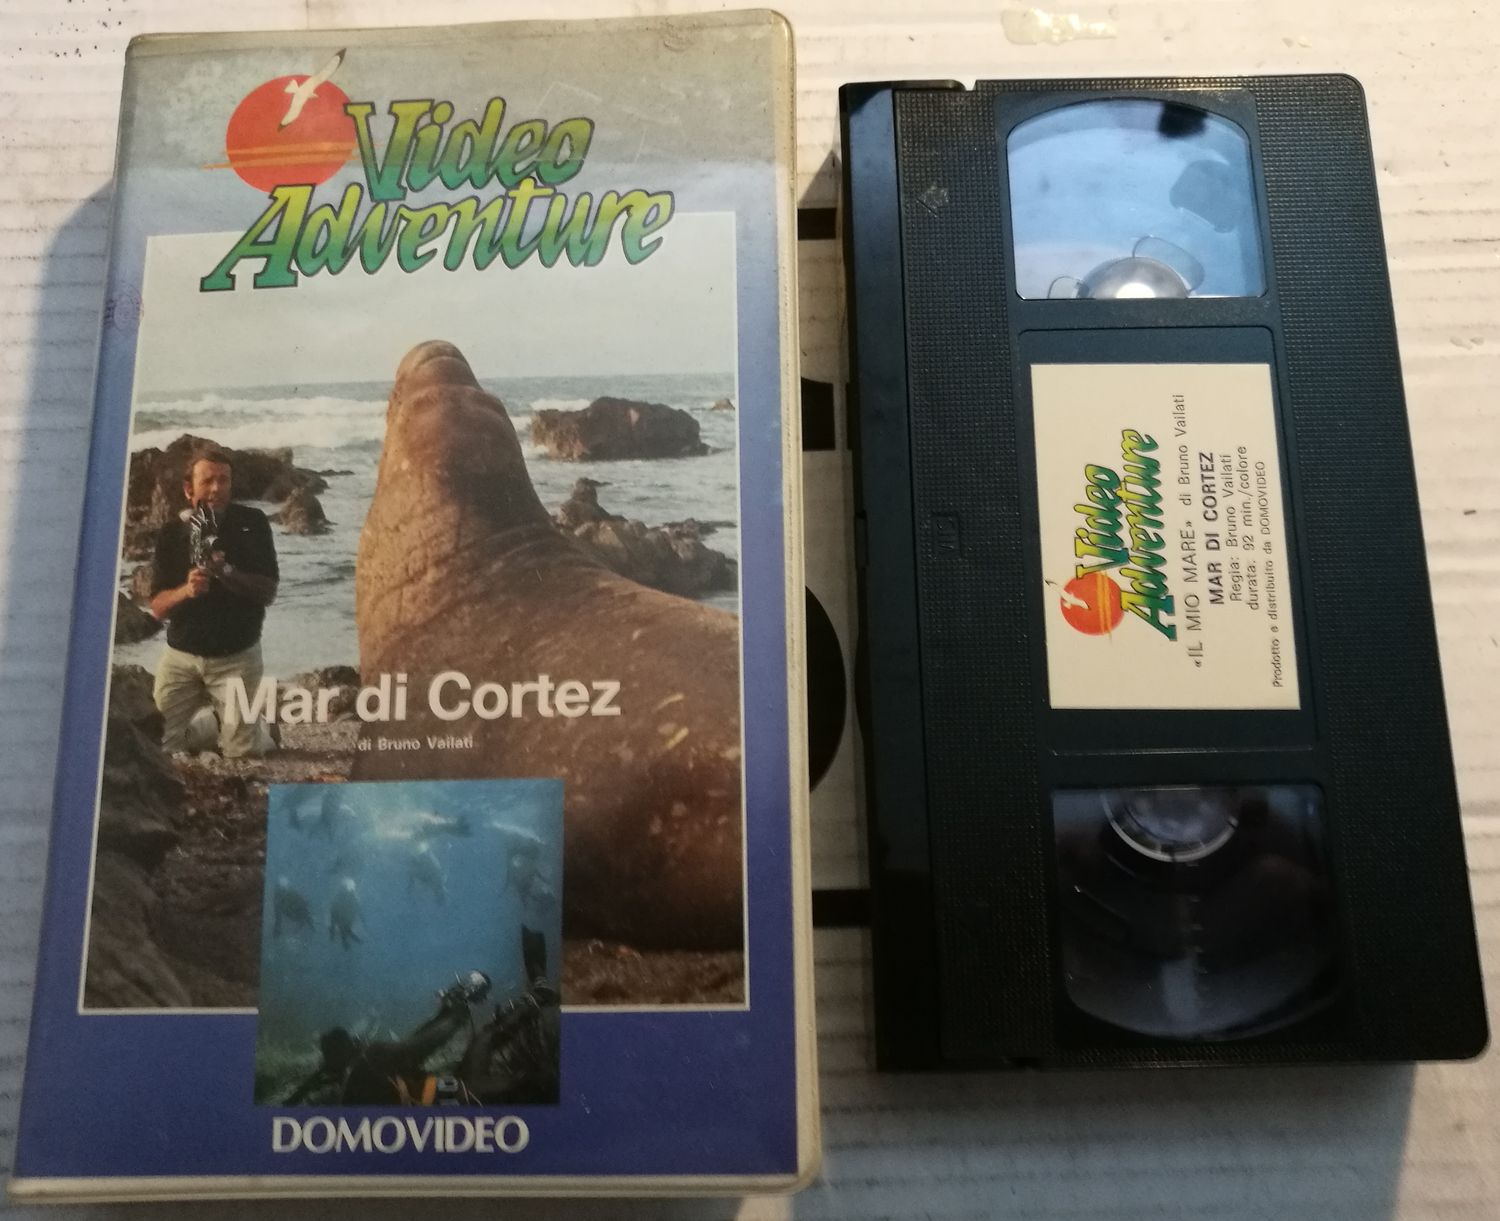 Video
Adventure
Mar di Cortez
di Bruno Vailati
DOMOVIDEO
Video
Adventure
«IL MIO MARE» di Bruno Vailati
MAR DI CORTEZ
Regia: Bruno Vailati
durata: 92 min./colore
Prodotto e distribuito da DOMOVIDEO